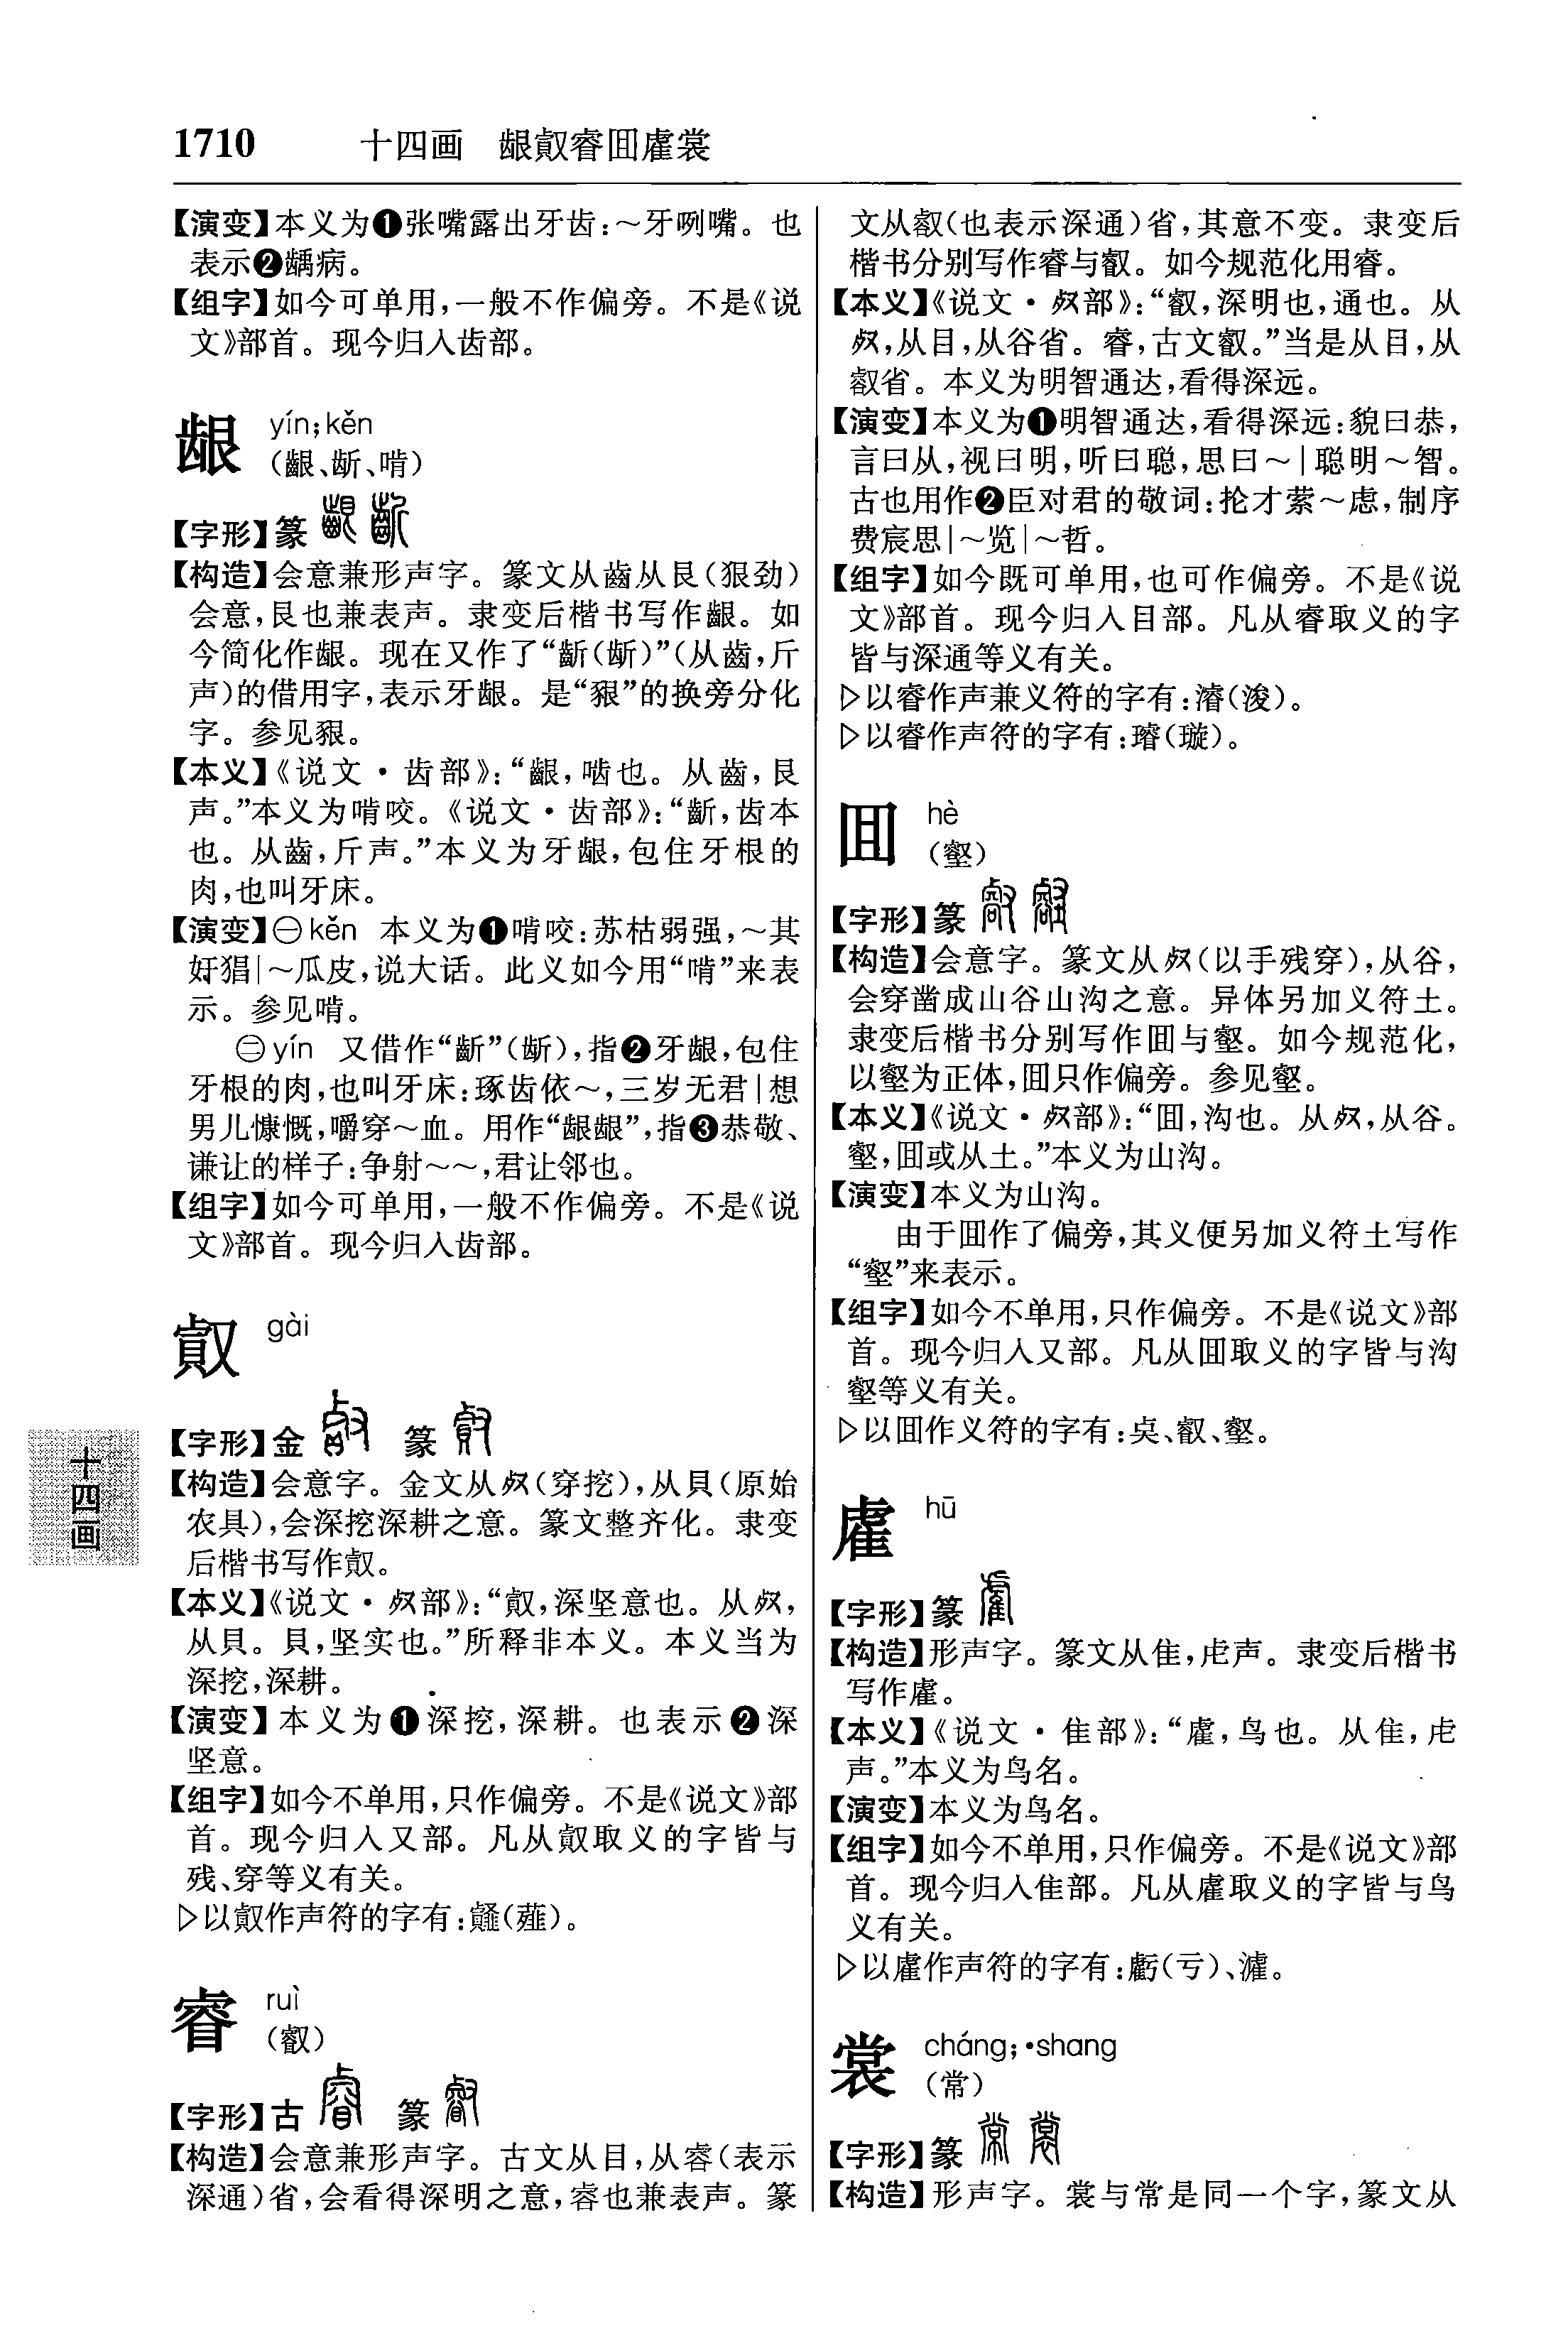 1710 十四画 龈叡睿囬雐裳
【演变】本义为❶张嘴露出牙齿：～牙咧嘴。也
表示❷龋病。
【组字】如今可单用，一般不作偏旁。不是《说
文》部首。现今归入齿部。
龈 yín；kěn
（齦、龂、啃）
【字形】篆
【构造】会意兼形声字。篆文从齒从艮（狠劲）
会意，艮也兼表声。隶变后楷书写作齦。如
今简化作龈。现在又作了“齗（龂）”（从齒，斤
声）的借用字，表示牙龈。是“豤”的换旁分化
字。参见豤。
【本义】《说文·齿部》：“齦，啮也。从齒，艮
声。”本义为啃咬。《说文·齿部》：“齗，齿本
也。从齒，斤声。”本义为牙龈，包住牙根的
肉，也叫牙床。
【演变】㊀kěn 本义为❶啃咬：苏枯弱强，～其
奸猖｜～瓜皮，说大话。此义如今用“啃”来表
示。参见啃。
㊁yín 又借作“齗”（龂），指❷牙龈，包住
牙根的肉，也叫牙床：琢齿依～，三岁无君｜想
男儿慷慨，嚼穿～血。用作“龈龈”，指❸恭敬、
谦让的样子：争射～～，君让邻也。
【组字】如今可单用，一般不作偏旁。不是《说
文》部首。现今归入齿部。
㕢 gài
【字形】金 篆
【构造】会意字。金文从𣦼（穿挖），从貝（原始
农具），会深挖深耕之意。篆文整齐化。隶变
后楷书写作㕢。
【本义】《说文·𣦼部》：“㕢，深坚意也。从𣦼，
从貝。貝，坚实也。”所释非本义。本义当为
深挖，深耕。
【演变】本义为❶深挖，深耕。也表示❷深
坚意。
【组字】如今不单用，只作偏旁。不是《说文》部
首。现今归入又部。凡从㕢取义的字皆与
残、穿等义有关。
▷以㕢作声符的字有：（薤）。
睿 ruì
（叡）
【字形】古 篆
【构造】会意兼形声字。古文从目，从睿（表示
深通）省，会看得深明之意，容也兼表声。篆
文从叡（也表示深通）省，其意不变。隶变后
楷书分别写作睿与叡。如今规范化用睿。
【本义】《说文·𣦼部》：“叡，深明也，通也。从
𣦼，从目，从谷省。睿，古文叡。”当是从目，从
叡省。本义为明智通达，看得深远。
【演变】本义为❶明智通达，看得深远：貌曰恭，
言曰从，视曰明，听曰聪，思曰～｜聪明～智。
古也用作❷臣对君的敬词：抡才萦～虑，制序
费宸思｜～览｜～哲。
【组字】如今既可单用，也可作偏旁。不是《说
文》部首。现今归入目部。凡从睿取义的字
皆与深通等义有关。
▷以睿作声兼义符的字有：濬（浚）。
▷以睿作声符的字有：璿（璇）。
囬 hè
（壑）
【字形】篆
【构造】会意字。篆文从𣦼（以手残穿），从谷，
会穿凿成山谷山沟之意。异体另加义符土。
隶变后楷书分别写作囬与壑。如今规范化，
以壑为正体，囬只作偏旁。参见壑。
【本义】《说文·𣦼部》：“囬，沟也。从𣦼，从谷。
壑，囬或从土。”本义为山沟。
【演变】本义为山沟。
由于囬作了偏旁，其义便另加义符土写作
“壑”来表示。
【组字】如今不单用，只作偏旁。不是《说文》部
首。现今归入又部。凡从囬取义的字皆与沟
壑等义有关。
▷以囬作义符的字有：㕡、叡、壑。
雐 hū
【字形】篆
【构造】形声字。篆文从隹，虍声。隶变后楷书
写作雐。
【本义】《说文·隹部》：“雐，鸟也。从隹，虍
声。”本义为鸟名。
【演变】本义为鸟名。
【组字】如今不单用，只作偏旁。不是《说文》部
首。现今归入隹部。凡从雐取义的字皆与鸟
义有关。
▷以雐作声符的字有：虧（亏）、滹。
裳 cháng；·shang
（常）
【字形】篆
【构造】形声字。裳与常是同一个字，篆文从
十四画